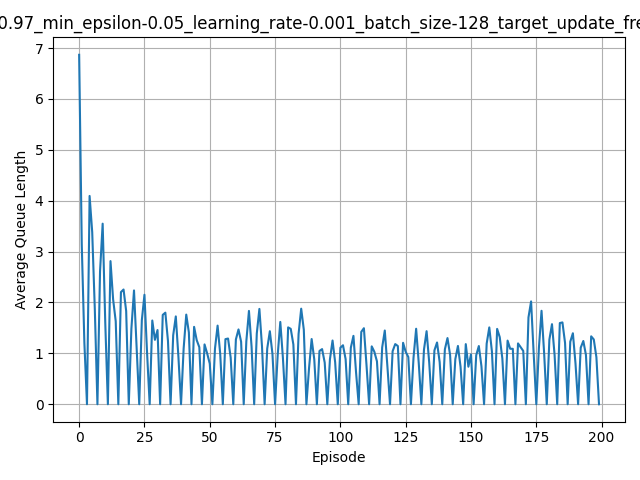 0.97_min_epsilon-0.05_learning_rate-0.001_batch_size-128_target_update_fre
7
6
5
4
3
2
1
0
Average Queue Length
0 25 50 75 100 125 150 175 200
Episode